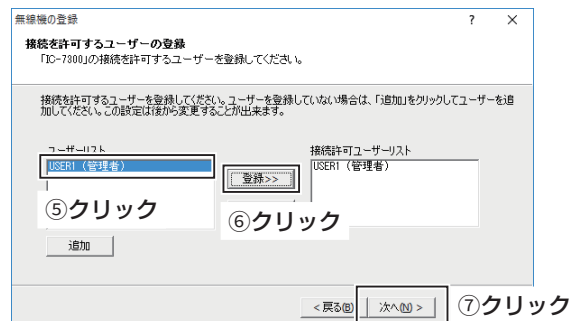 無線機の登録 ? ×
接続を許可するユーザーの登録
「IC-7300」の接続を許可するユーザーを登録してください。
接続を許可するユーザーを登録してください。ユーザーを登録していない場合は、「追加」をクリックしてユーザーを追
加してください。この設定は後から変更することが出来ます。
ユーザーリスト
接続許可ユーザーリスト
USER1 (管理者)
登録>>
USER1 (管理者)
⑤クリック
⑥クリック
追加
< 戻る(B)
次へ(N) >
⑦クリック